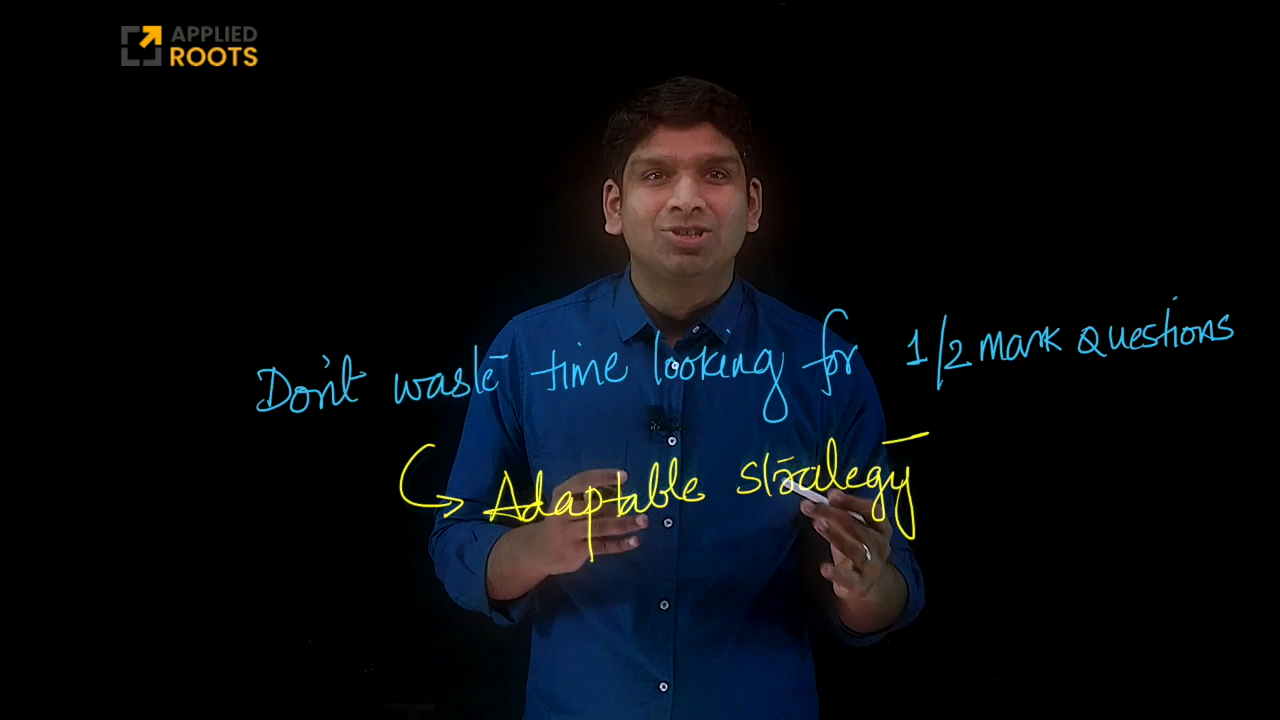 APPLIED
ROOTS
Don't waste time looking for 1/2 mark questions
Adaptable strategy